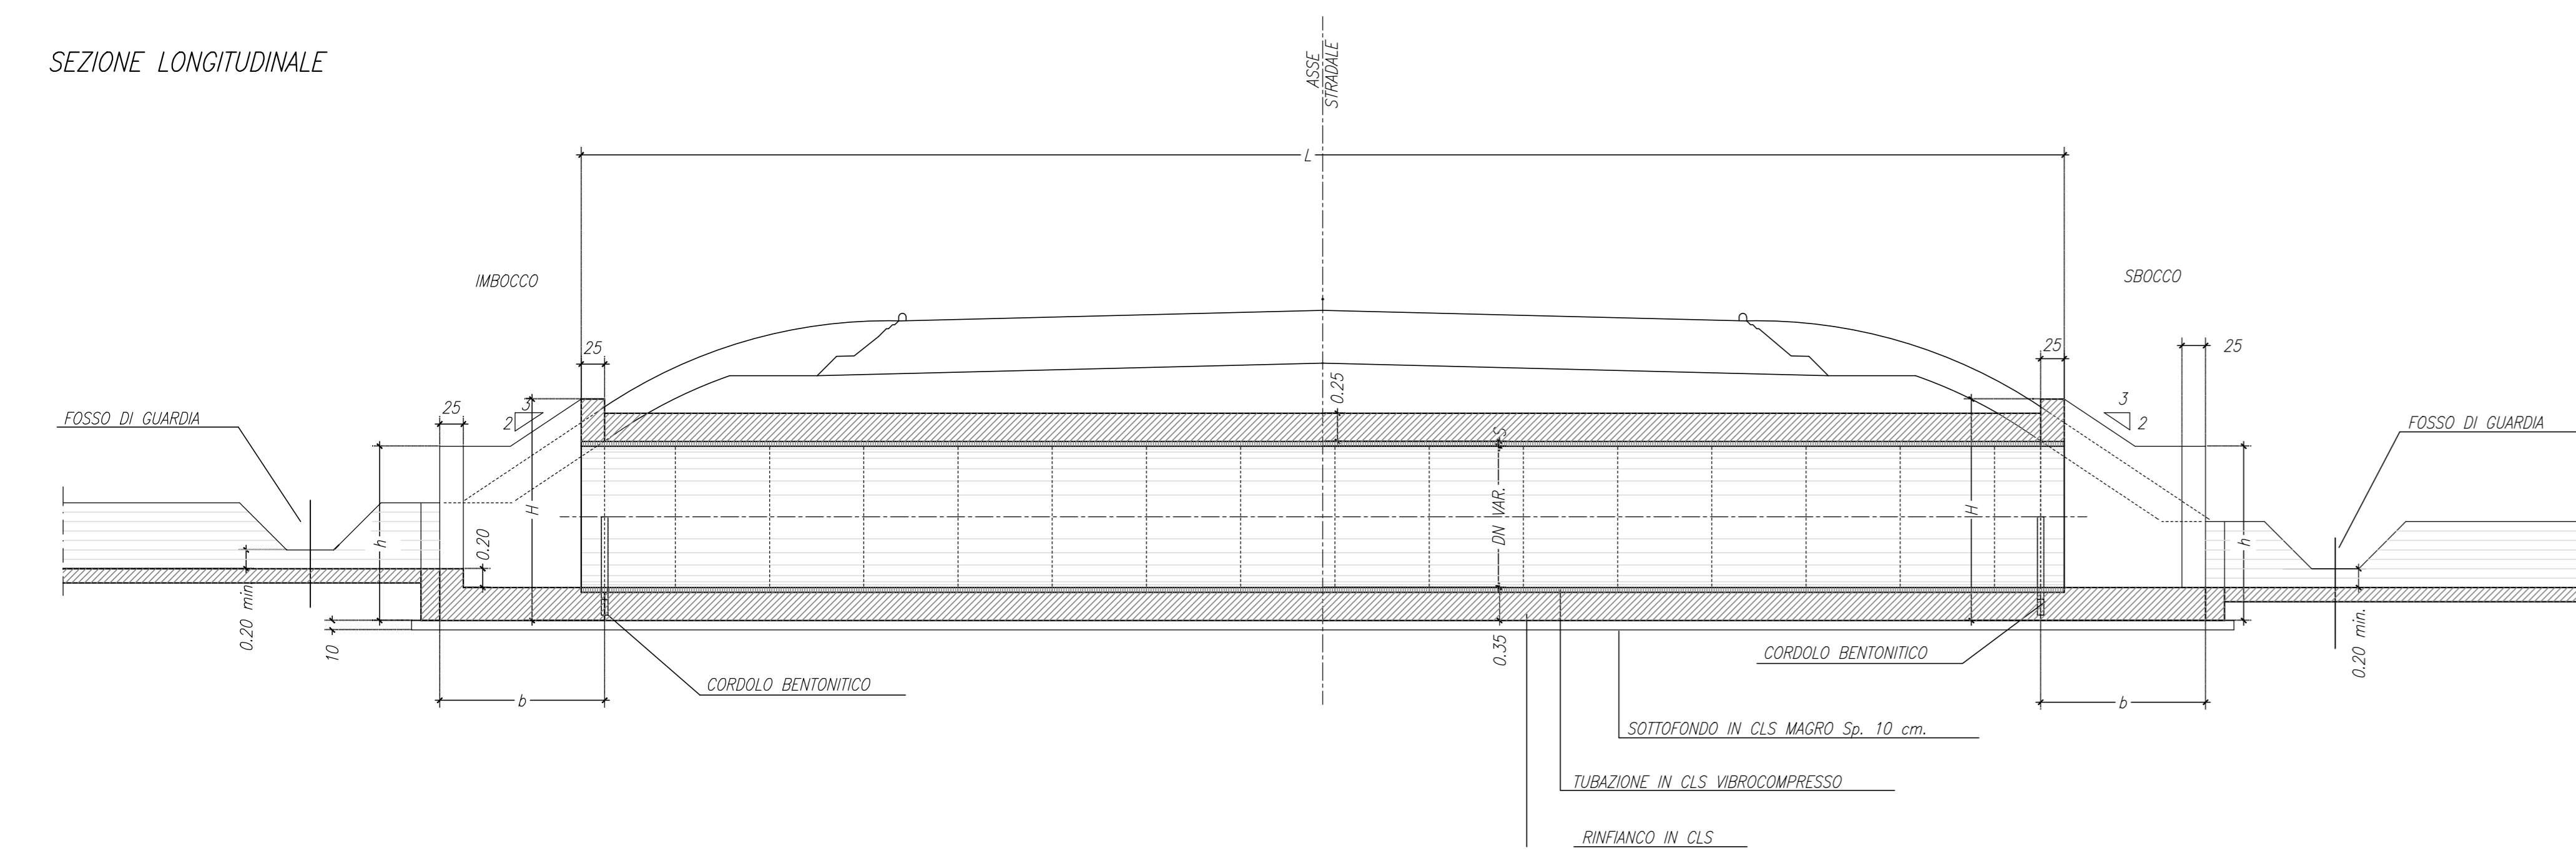 SEZIONE LONGITUDINALE
ASSE
STRADALE
L
IMBOCCO
SBOCCO
25
25
25
25
3
2
3
2
0.25
S
FOSSO DI GUARDIA
FOSSO DI GUARDIA
h
H
0.20
DN VAR.
H
h
0.20 min.
10
0.35
0.20 min.
CORDOLO BENTONITICO
CORDOLO BENTONITICO
b
b
SOTTOFONDO IN CLS MAGRO Sp. 10 cm.
TUBAZIONE IN CLS VIBROCOMPRESSO
RINFIANCO IN CLS